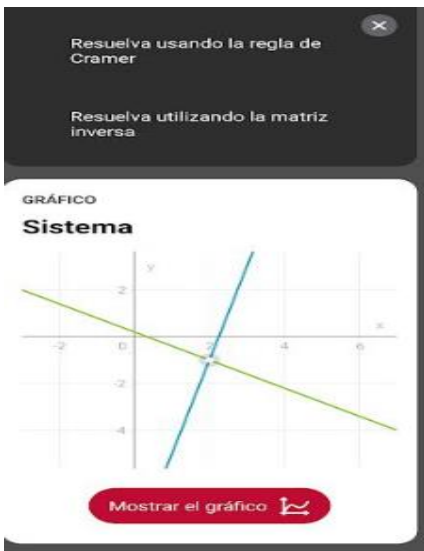 Resuelva usando la regla de
Cramer
Resuelva utilizando la matriz
inversa
GRÁFICO
Sistema
y
2
x
-2
0
2
4
6
-2
-4
Mostrar el gráfico